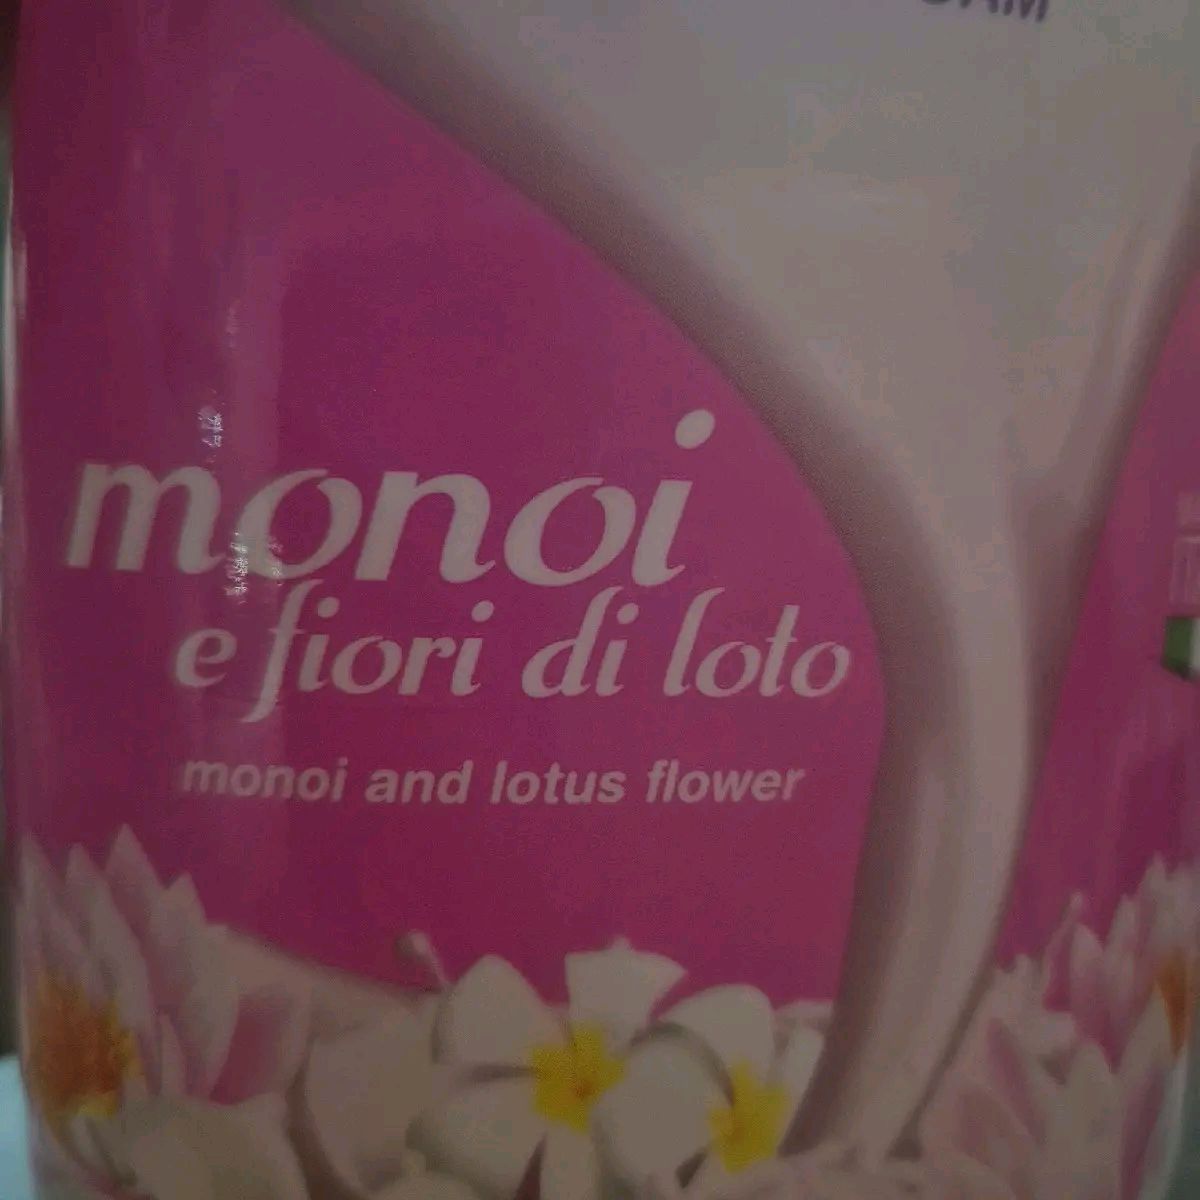 monoi
e fiori di loto
monoi and lotus flower